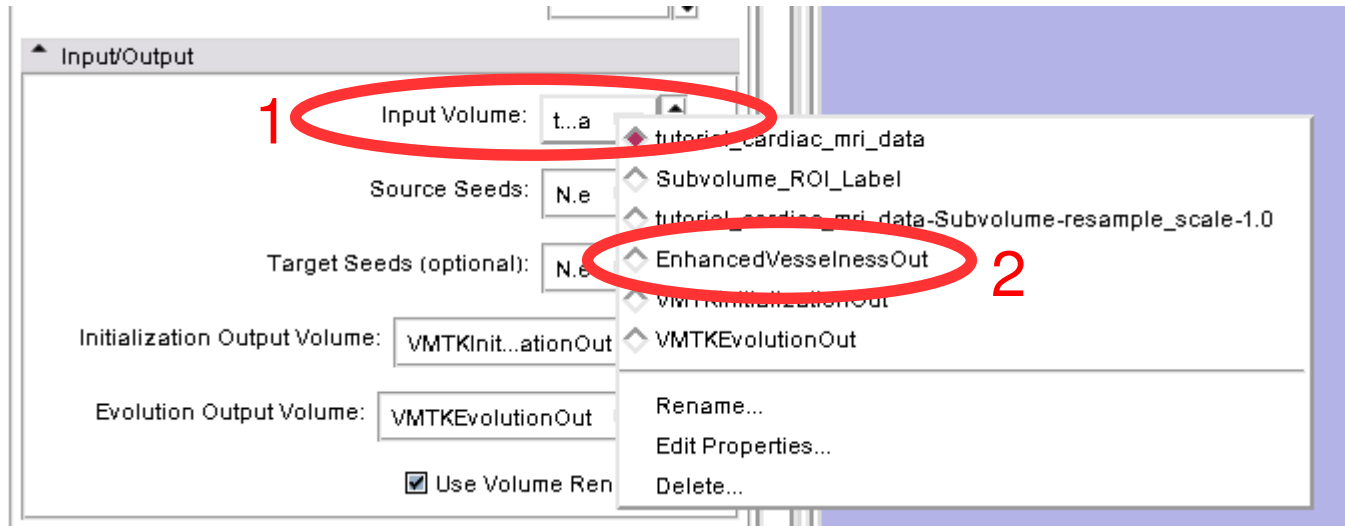 Input/Output
1
Input Volume:
t...a
tutorial_cardiac_mri_data
Source Seeds:
N.e
Subvolume_ROI_Label
tutorial_cardiac_mri_data-Subvolume-resample_scale-1.0
Target Seeds (optional):
N.e
EnhancedVesselnessOut
2
VMTKInitializationOut
Initialization Output Volume:
VMTKInit...ationOut
VMTKEvolutionOut
Evolution Output Volume:
VMTKEvolutionOut
Rename...
Edit Properties...
Use Volume Ren
Delete...